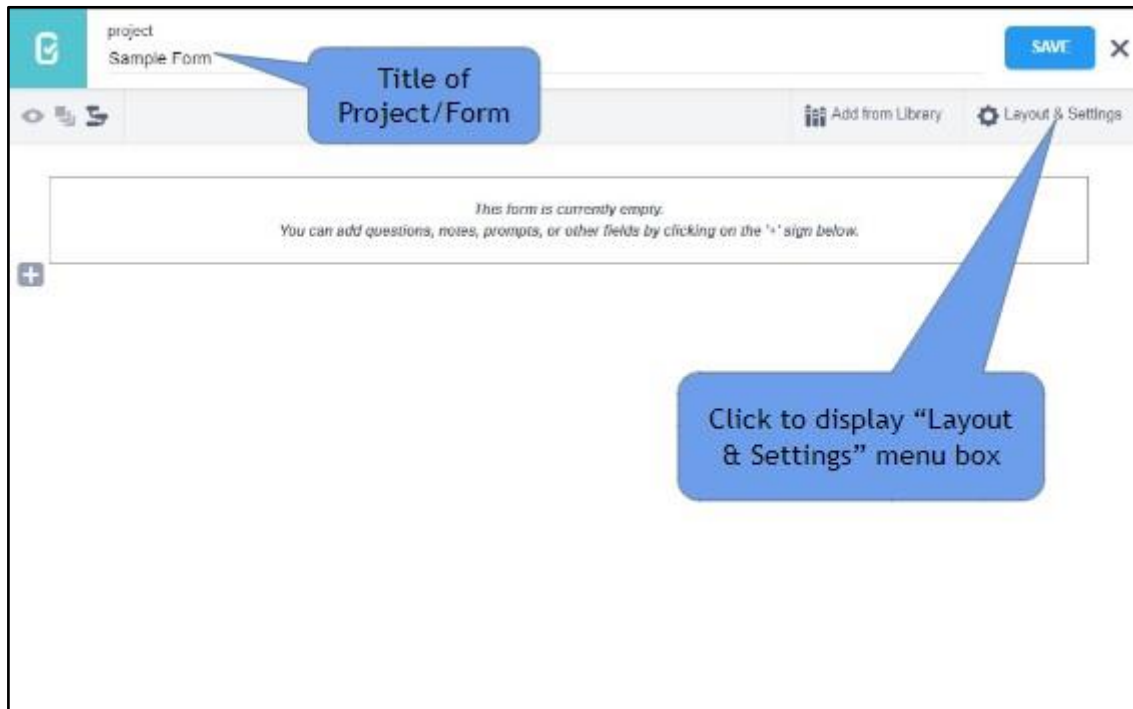 project
Sample Form
Title of
Project/Form
SAVE
Add from Library
Layout & Settings
This form is currently empty.
You can add questions, notes, prompts, or other fields by clicking on the '+' sign below.
Click to display “Layout
& Settings” menu box